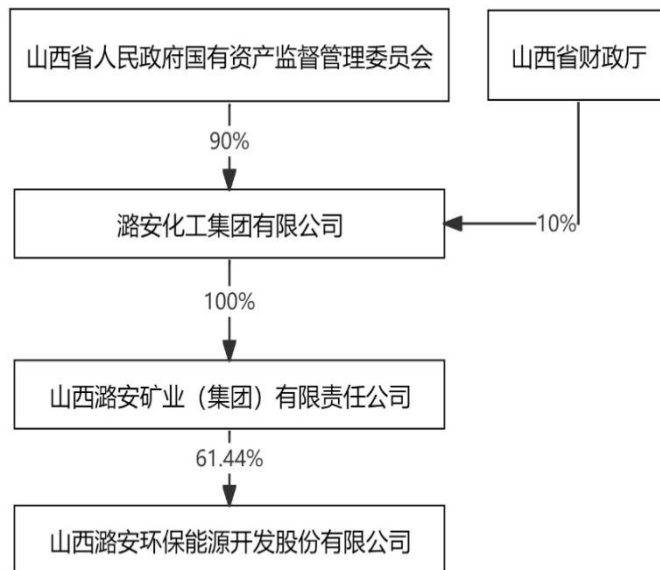 山西省人民政府国有资产监督管理委员会
山西省财政厅
90%
潞安化工集团有限公司
10%
100%
山西潞安矿业（集团）有限责任公司
61.44%
山西潞安环保能源开发股份有限公司